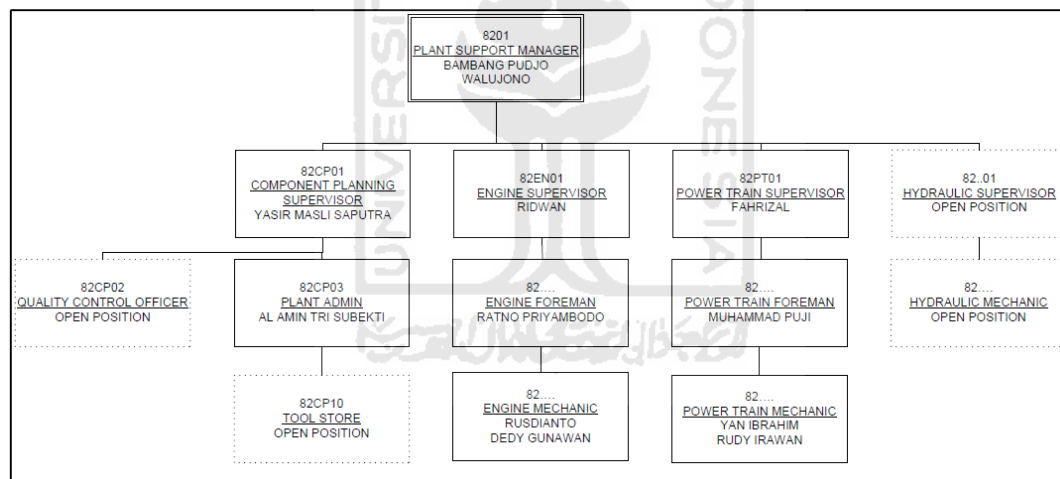 8201
PLANT SUPPORT MANAGER
BAMBANG PUDJO
WALUJONO
82CP01
COMPONENT PLANNING
SUPERVISOR
YASIR MASLI SAPUTRA
82EN01
ENGINE SUPERVISOR
RIDWAN
82PT01
POWER TRAIN SUPERVISOR
FAHRIZAL
82..01
HYDRAULIC SUPERVISOR
OPEN POSITION
82CP02
QUALITY CONTROL OFFICER
OPEN POSITION
82CP03
PLANT ADMIN
AL AMIN TRI SUBEKTI
82....
ENGINE FOREMAN
RATNO PRIYAMBODO
82....
POWER TRAIN FOREMAN
MUHAMMAD PUJI
82....
HYDRAULIC MECHANIC
OPEN POSITION
82CP10
TOOL STORE
OPEN POSITION
82....
ENGINE MECHANIC
RUSDIANTO
DEDY GUNAWAN
82....
POWER TRAIN MECHANIC
YAN IBRAHIM
RUDY IRAWAN
UNIVERSIT
DONESIA